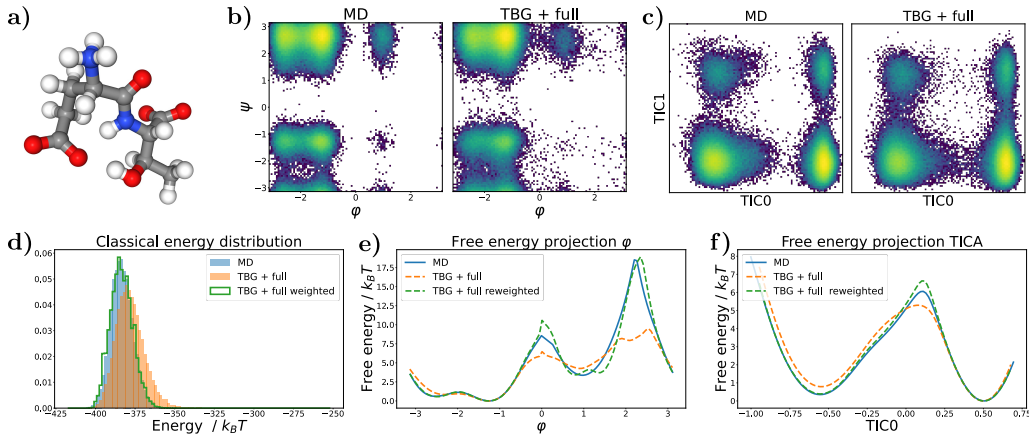 a)
b)
MD
TBG + full
ψ
3
2
1
0
−1
−2
−3
−2
0
2
φ
−2
0
2
φ
c)
MD
TBG + full
TIC1
TIC0
TIC0
d)
Classical energy distribution
MD
TBG + full
TBG + full weighted
0.06
0.05
0.04
0.03
0.02
0.01
0.00
−425
−400
−375
−350
−325
−300
−275
−250
Energy / k_BT
e)
Free energy projection φ
MD
TBG + full
TBG + full reweighted
Free energy / k_BT
17.5
15.0
12.5
10.0
7.5
5.0
2.5
0.0
−3
−2
−1
0
1
2
3
φ
f)
Free energy projection TICA
MD
TBG + full
TBG + full reweighted
Free energy / k_BT
8
7
6
5
4
3
2
1
0
−1.00
−0.75
−0.50
−0.25
0.00
0.25
0.50
0.75
TIC0